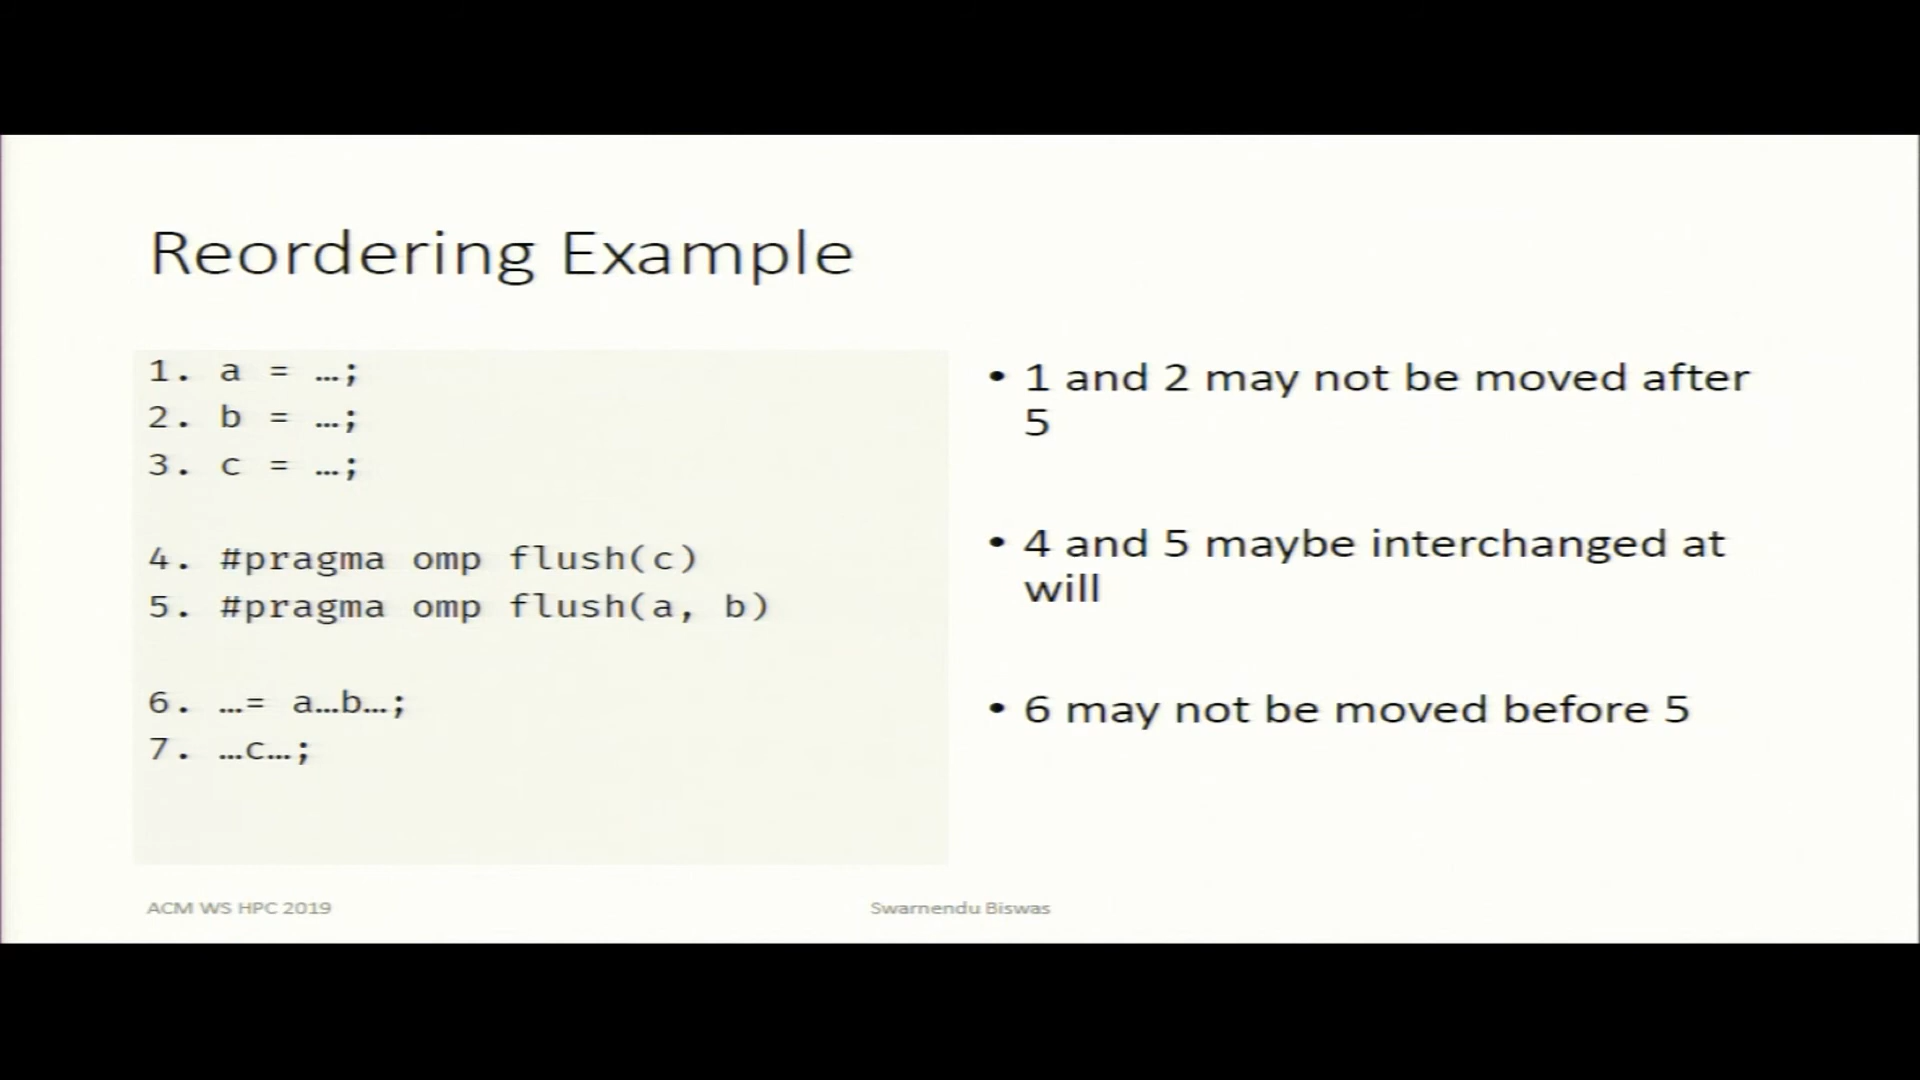 Reordering Example
1. a = …;
2. b = …;
3. c = …;
4. #pragma omp flush(c)
5. #pragma omp flush(a, b)
6. …= a…b…;
7. …c…;
• 1 and 2 may not be moved after
5
• 4 and 5 maybe interchanged at
will
• 6 may not be moved before 5
ACM WS HPC 2019
Swarnendu Biswas